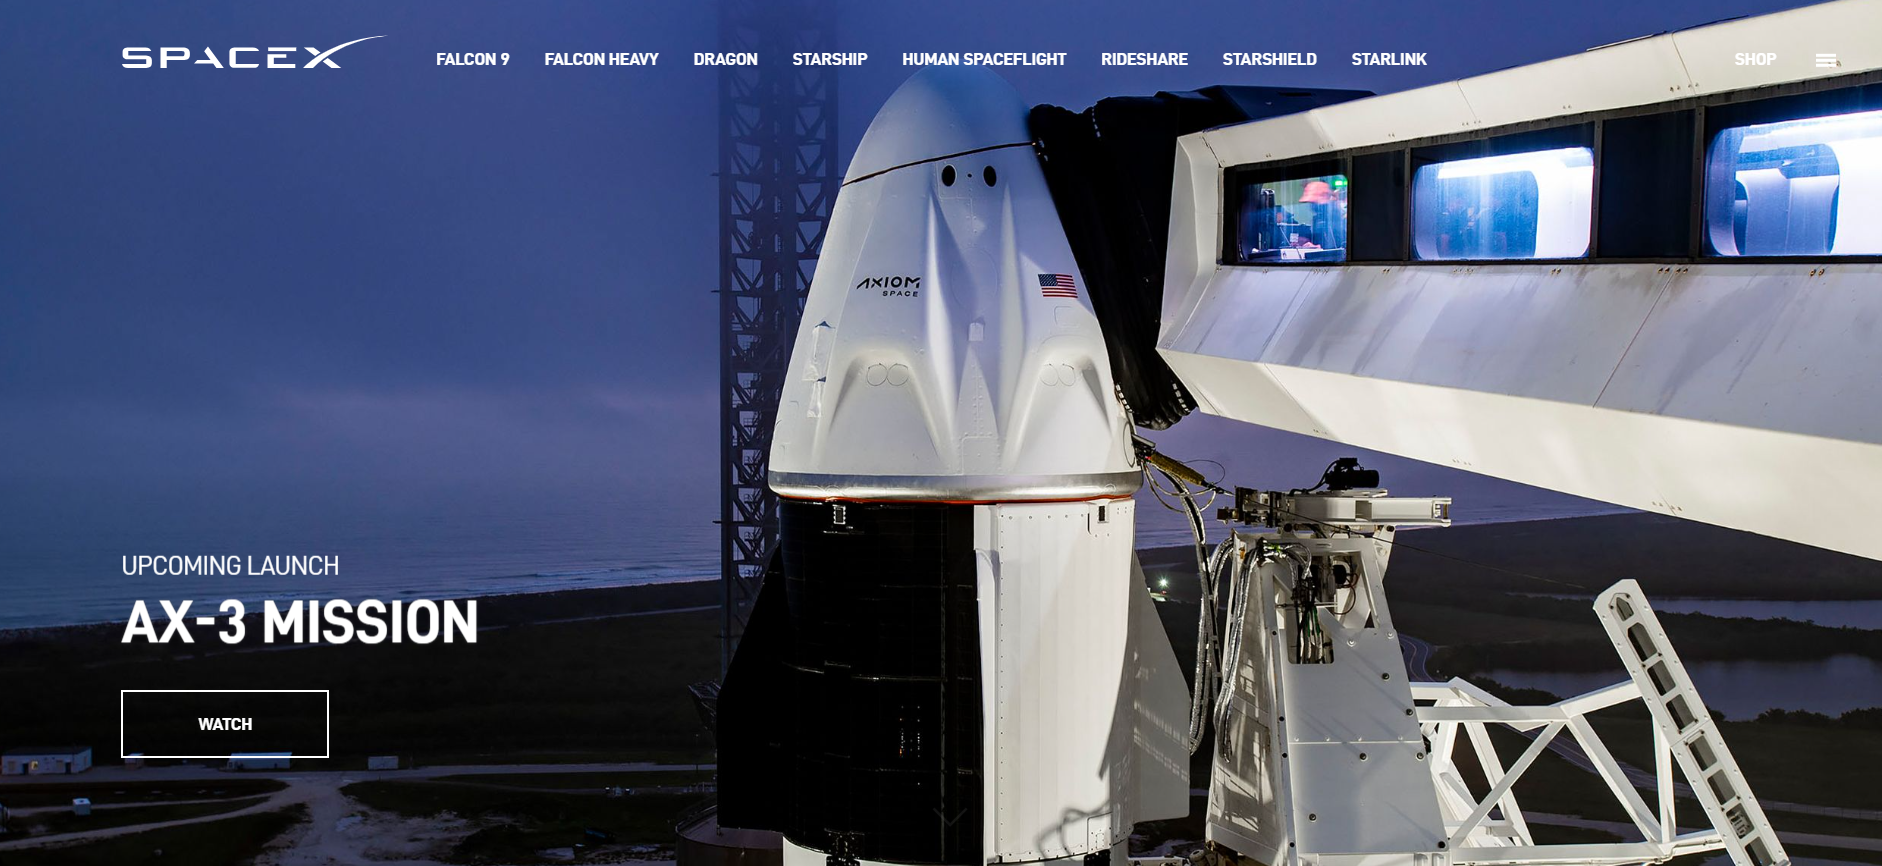 SPACEX
FALCON 9
FALCON HEAVY
DRAGON
STARSHIP
HUMAN SPACEFLIGHT
RIDESHARE
STARSHIELD
STARLINK
SHOP
AXIOM
SPACE
UPCOMING LAUNCH
AX-3 MISSION
WATCH